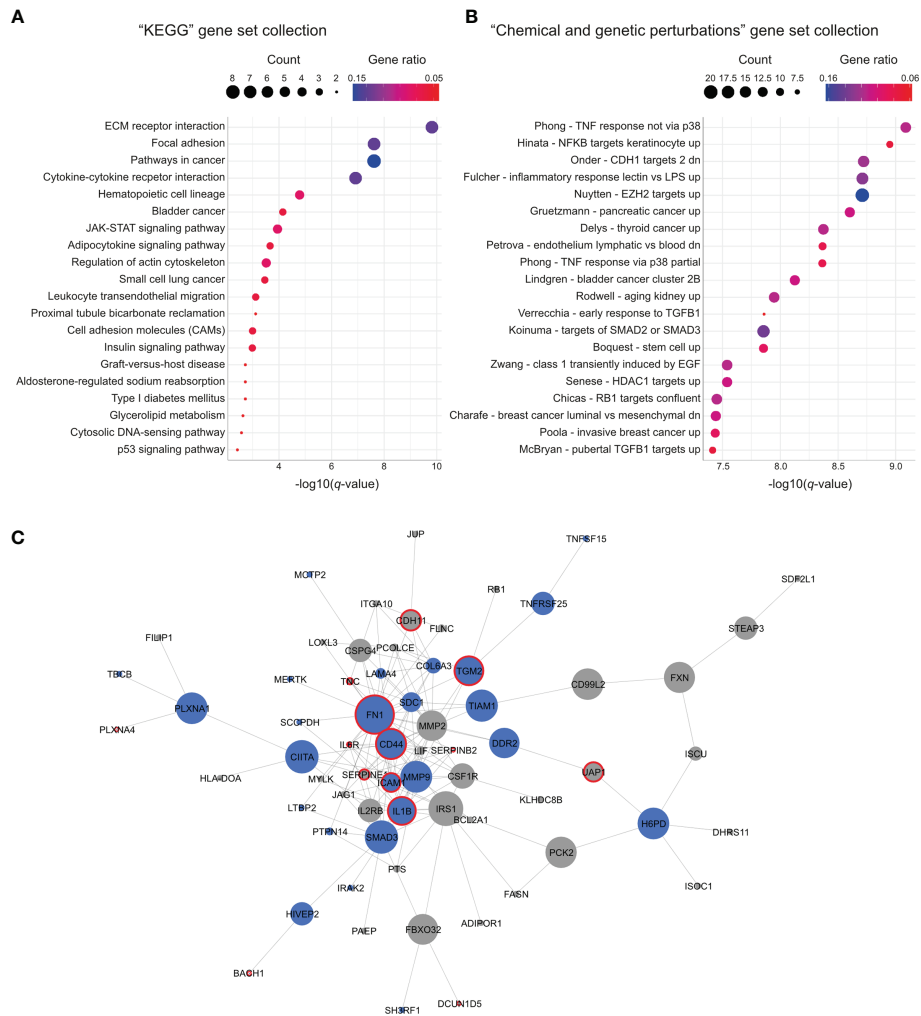 A
"KEGG" gene set collection
Count
Gene ratio
8 7 6 5 4 3 2
0.15 0.05
ECM receptor interaction
Focal adhesion
Pathways in cancer
Cytokine-cytokine recpetor interaction
Hematopoietic cell lineage
Bladder cancer
JAK-STAT signaling pathway
Adipocytokine signaling pathway
Regulation of actin cytoskeleton
Small cell lung cancer
Leukocyte transendothelial migration
Proximal tubule bicarbonate reclamation
Cell adhesion molecules (CAMs)
Insulin signaling pathway
Graft-versus-host disease
Aldosterone-regulated sodium reabsorption
Type I diabetes mellitus
Glycerolipid metabolism
Cytosolic DNA-sensing pathway
p53 signaling pathway
4 6 8 10
-log10(q-value)
B
"Chemical and genetic perturbations" gene set collection
Count
Gene ratio
20 17.5 15 12.5 10 7.5
0.16 0.06
Phong - TNF response not via p38
Hinata - NFKB targets keratinocyte up
Onder - CDH1 targets 2 dn
Fulcher - inflammatory response lectin vs LPS up
Nuytten - EZH2 targets up
Gruetzmann - pancreatic cancer up
Delys - thyroid cancer up
Petrova - endothelium lymphatic vs blood dn
Phong - TNF response via p38 partial
Lindgren - bladder cancer cluster 2B
Rodwell - aging kidney up
Verrecchia - early response to TGFB1
Koinuma - targets of SMAD2 or SMAD3
Boquest - stem cell up
Zwang - class 1 transiently induced by EGF
Senese - HDAC1 targets up
Chicas - RB1 targets confluent
Charafe - breast cancer luminal vs mesenchymal dn
Poola - invasive breast cancer up
McBryan - pubertal TGFB1 targets up
7.5 8.0 8.5 9.0
-log10(q-value)
C
JUP
TNFSF15
MCTP2
SDF2L1
RB1
ITGA10
TNFRSF25
CDH11
FLNC
STEAP3
FILIP1
LOXL3
CSPG4
PCOLCE
COL6A3
TBCB
MERTK
LAMA4
TGM2
TNC
CD99L2
FXN
SDC1
PLXNA1
FN1
TIAM1
SCCPDH
MMP2
PLXNA4
CD44
DDR2
CIITA
LIF
SERPINB2
ISCU
HLA-DOA
MYLK
SERPINE1
ICAM1
MMP9
CSF1R
UAP1
JAG1
KLHDC8B
LTBP2
IL2RB
IL1B
IRS1
BCL2A1
H6PD
PTPN14
SMAD3
DHRS11
PCK2
PTS
IRAK2
FASN
ISOC1
HIVEP2
ADIPOR1
PAEP
FBXO32
BACH1
DCUN1D5
SH3RF1